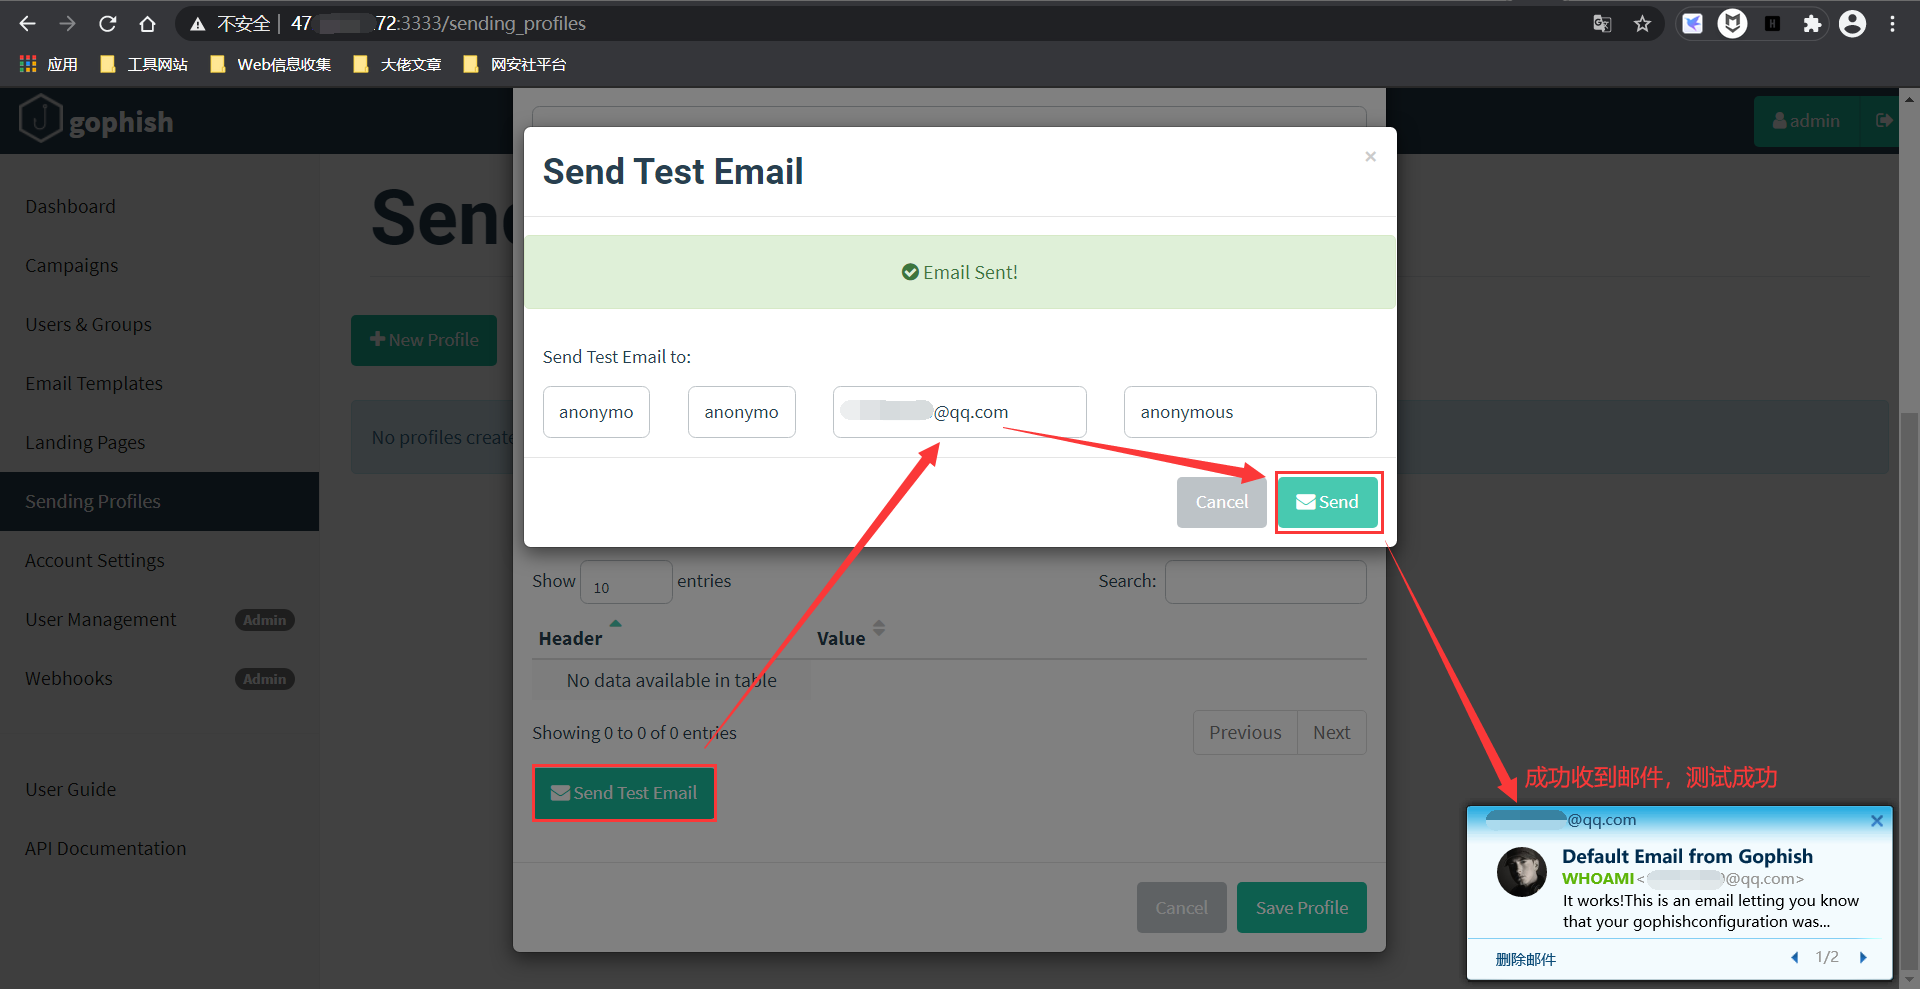 不安全 47 72:3333/sending_profiles
应用 工具网站 Web信息收集 大佬文章 网安社平台
gophish
admin
Dashboard
Campaigns
Users & Groups
Email Templates
Landing Pages
Sending Profiles
Account Settings
User Management Admin
Webhooks Admin
User Guide
API Documentation
Send
New Profile
No profiles create
Send Test Email
×
Email Sent!
Send Test Email to:
anonymo anonymo @qq.com anonymous
Cancel Send
Show 10 entries Search:
Header Value
No data available in table
Showing 0 to 0 of 0 entries Previous Next
Send Test Email
Cancel Save Profile
成功收到邮件，测试成功
@qq.com
Default Email from Gophish
WHOAMI< @qq.com>
It works!This is an email letting you know
that your gophishconfiguration was...
删除邮件 1/2